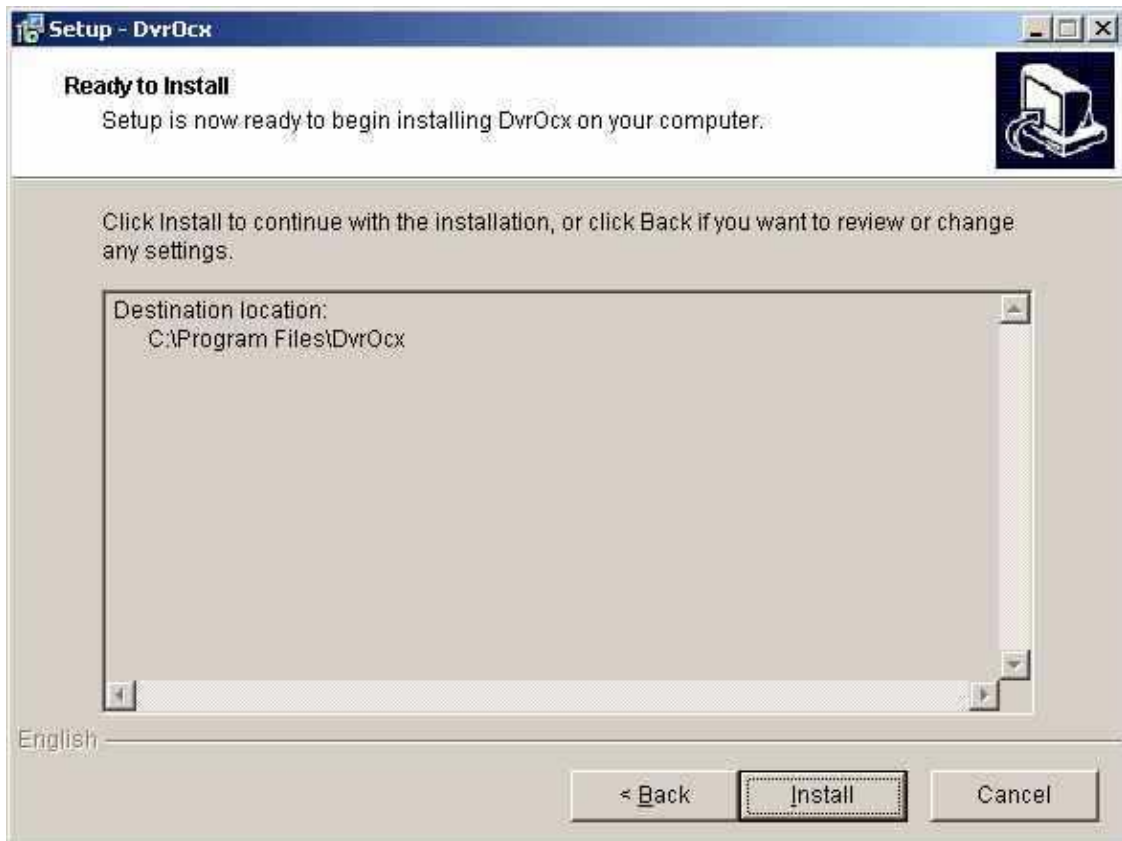 Setup - DvrOcx
Ready to Install
Setup is now ready to begin installing DvrOcx on your computer.
Click Install to continue with the installation, or click Back if you want to review or change
any settings.
Destination location:
C:\Program Files\DvrOcx
English
< Back
Install
Cancel